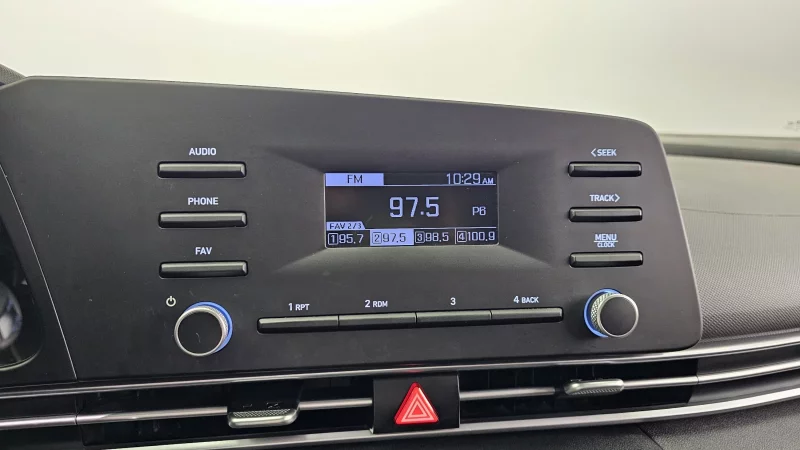 AUDIO
PHONE
FAV
FM 10:29 AM
97.5 P6
FAV 2/3
1 95.7 2 97.5 3 98.5 4 100.9
<SEEK
TRACK>
MENU
CLOCK
1 RPT 2 RDM 3 4 BACK